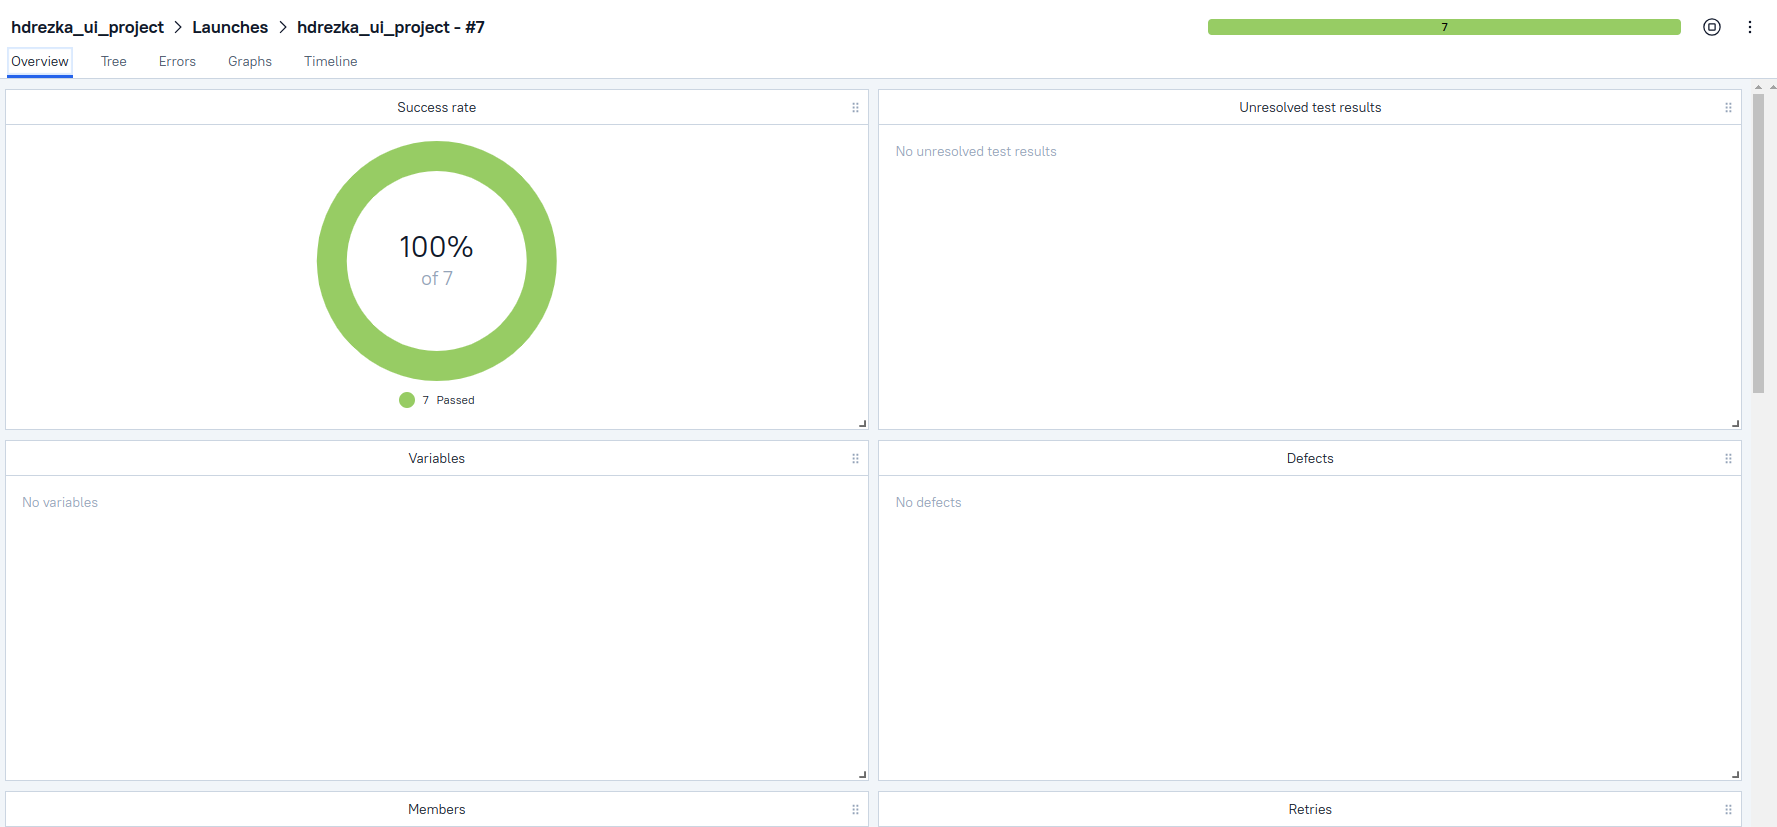 hdrezka_ui_project > Launches > hdrezka_ui_project - #7
7
Overview Tree Errors Graphs Timeline
Success rate
100%
of 7
7 Passed
Unresolved test results
No unresolved test results
Variables
No variables
Defects
No defects
Members
Retries